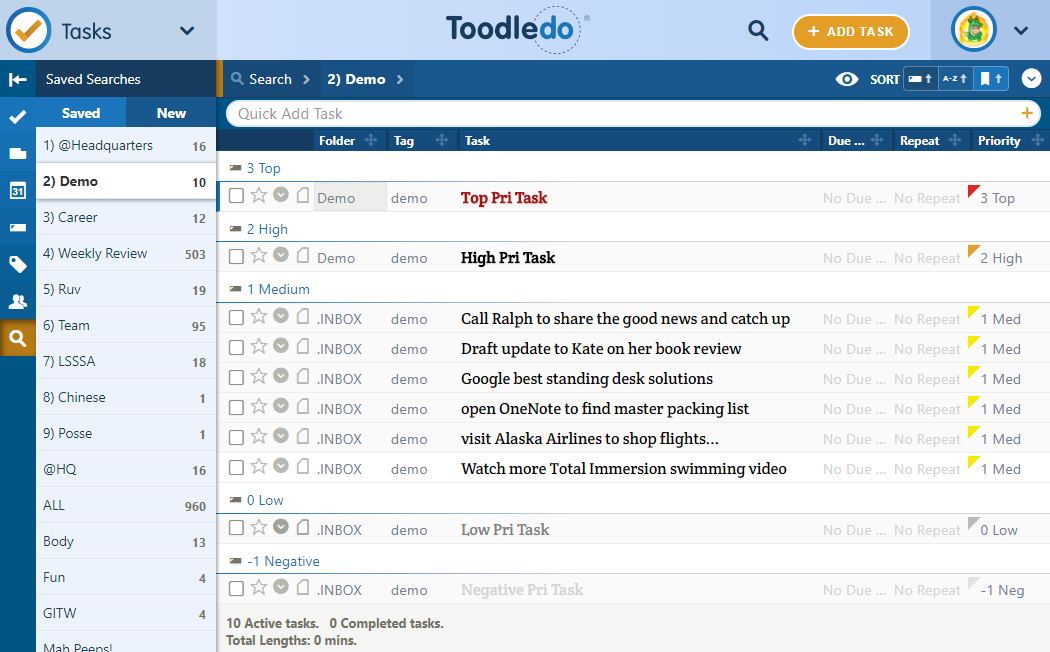 Tasks
Toodledo ®
+ ADD TASK
Saved Searches
Search > 2) Demo >
SORT A-Z
Saved New
Quick Add Task +
31
Folder Tag Task Due ... Repeat Priority
1) @Headquarters 16
2) Demo 10
3) Career 12
4) Weekly Review 503
5) Ruv 19
6) Team 95
7) LSSSA 18
8) Chinese 1
9) Posse 1
@HQ 16
ALL 960
Body 13
Fun 4
GITW 4
Mah Peeps!
3 Top
Demo demo Top Pri Task No Due ... No Repeat 3 Top
2 High
Demo demo High Pri Task No Due ... No Repeat 2 High
1 Medium
.INBOX demo Call Ralph to share the good news and catch up No Due ... No Repeat 1 Med
.INBOX demo Draft update to Kate on her book review No Due ... No Repeat 1 Med
.INBOX demo Google best standing desk solutions No Due ... No Repeat 1 Med
.INBOX demo open OneNote to find master packing list No Due ... No Repeat 1 Med
.INBOX demo visit Alaska Airlines to shop flights... No Due ... No Repeat 1 Med
.INBOX demo Watch more Total Immersion swimming video No Due ... No Repeat 1 Med
0 Low
.INBOX demo Low Pri Task No Due ... No Repeat 0 Low
-1 Negative
.INBOX demo Negative Pri Task No Due ... No Repeat -1 Neg
10 Active tasks. 0 Completed tasks.
Total Lengths: 0 mins.